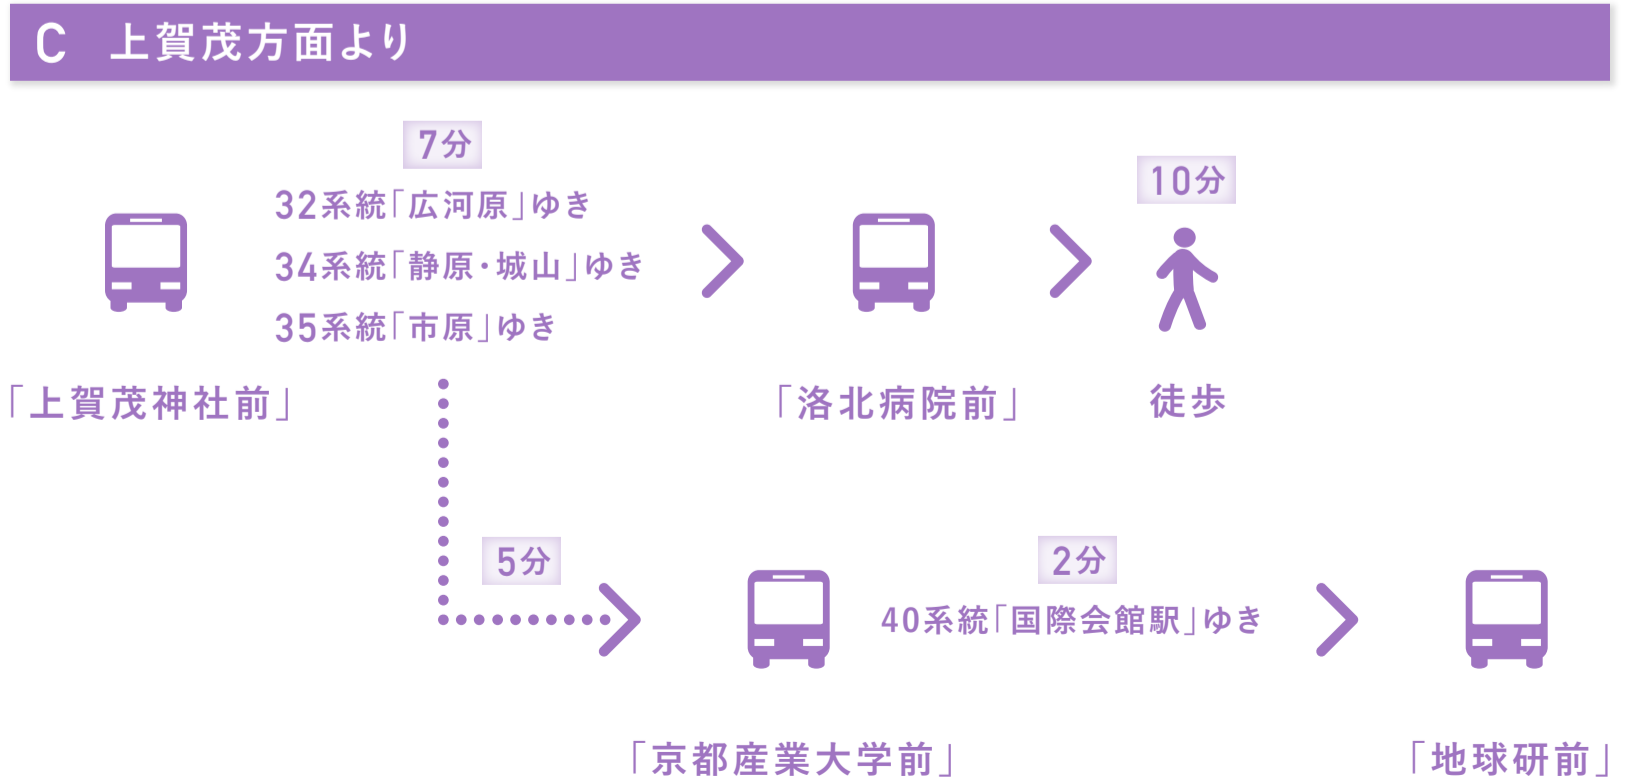 C 上賀茂方面より
7分
32系統「広河原」ゆき
34系統「静原・城山」ゆき
35系統「市原」ゆき
「上賀茂神社前」
「洛北病院前」
10分
徒歩
5分
「京都産業大学前」
2分
40系統「国際会館駅」ゆき
「地球研前」